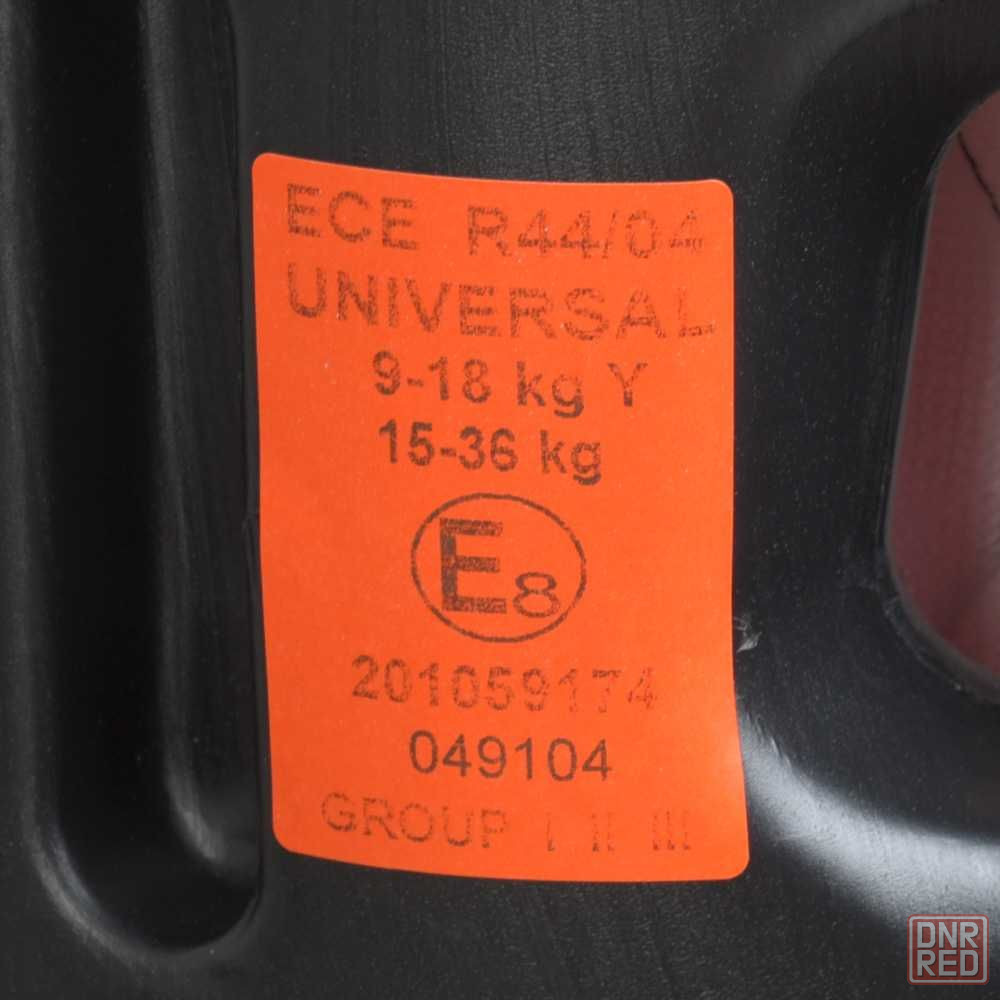 ECE R44/04
UNIVERSAL
9-18 kg Y
15-36 kg
E8
201059174
049104
GROUP I II III
DNR
RED